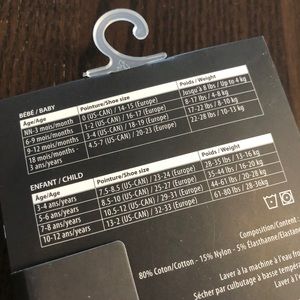 BÉBÉ / BABY
Âge/Age Pointure/Shoe size Poids / Weight
NN-3 mois/months 0 (US-CAN) / 14-15 (Europe) Jusqu'à 8 lbs / Up to 4 kg
6-9 mois/months 1-2 (US-CAN) / 16-17 (Europe) 8-17 lbs / 4-8 kg
9-12 mois/months 3-4 (US-CAN) / 18-19 (Europe) 17-22 lbs / 8-10 kg
18 mois/months 4.5-7 (US-CAN) / 20-23 (Europe) 22-28 lbs / 10-13 kg
3 ans/years
ENFANT / CHILD
Âge/Age Pointure/Shoe size Poids / Weight
3-4 ans/years 7.5-8.5 (US-CAN) / 23-24 (Europe) 28-35 lbs / 13-16 kg
5-6 ans/years 8.5-10 (US-CAN) / 25-27 (Europe) 35-44 lbs / 16-20 kg
7-8 ans/years 10.5-12 (US-CAN) / 29-31 (Europe) 44-61 lbs / 20-28 kg
10-12 ans/years 13-2 (US-CAN) / 32-33 (Europe) 61-80 lbs / 28-36kg
Composition/Content
80% Coton/Cotton - 15% Nylon - 5% Élasthanne/Elastan
Laver à la machine à l'eau fro
Sécher par culbutage à basse tempéra